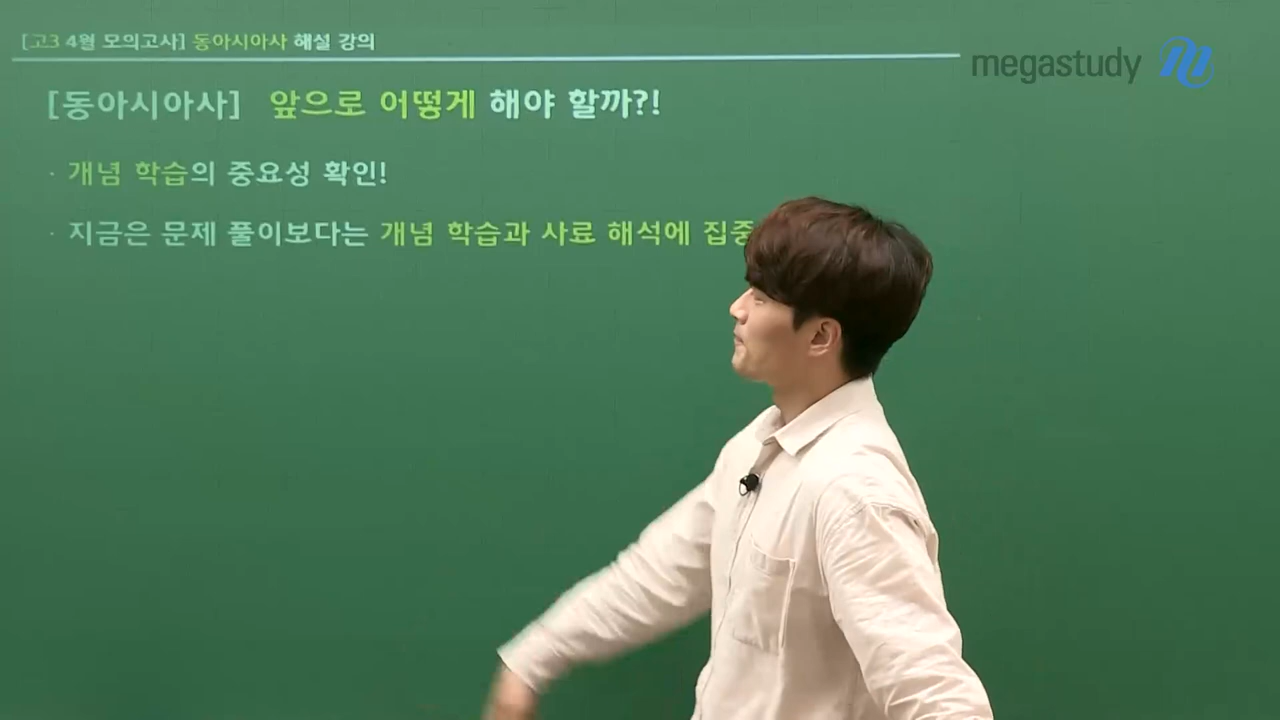 [고3 4월 모의고사] 동아시아사 해설 강의
megastudy
[동아시아사] 앞으로 어떻게 해야 할까?!
· 개념 학습의 중요성 확인!
· 지금은 문제 풀이보다는 개념 학습과 사료 해석에 집중